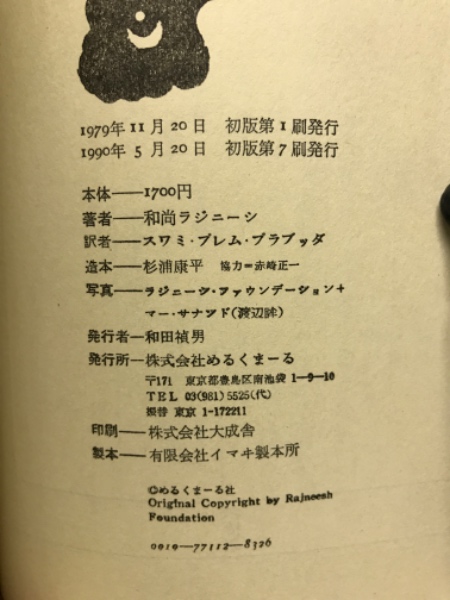 1979年11月20日　初版第1刷発行
1990年5月20日　初版第7刷発行
本体──1700円
著者──和尚ラジニーシ
訳者──スワミ・プレム・プラブッダ
造本──杉浦康平　協力=赤崎正一
写真──ラジニーシ・ファウンデーション+
マ・サナンド(渡辺眸)
発行者──和田禎男
発行所──株式会社めるくまーる
〒171　東京都豊島区南池袋1─9─10
TEL 03(981)5525(代)
振替 東京 1-172211
印刷──株式会社大成舎
製本──有限会社イマヰ製本所
©めるくまーる社
Original Copyright by Rajneesh
Foundation
0010─77112─8326